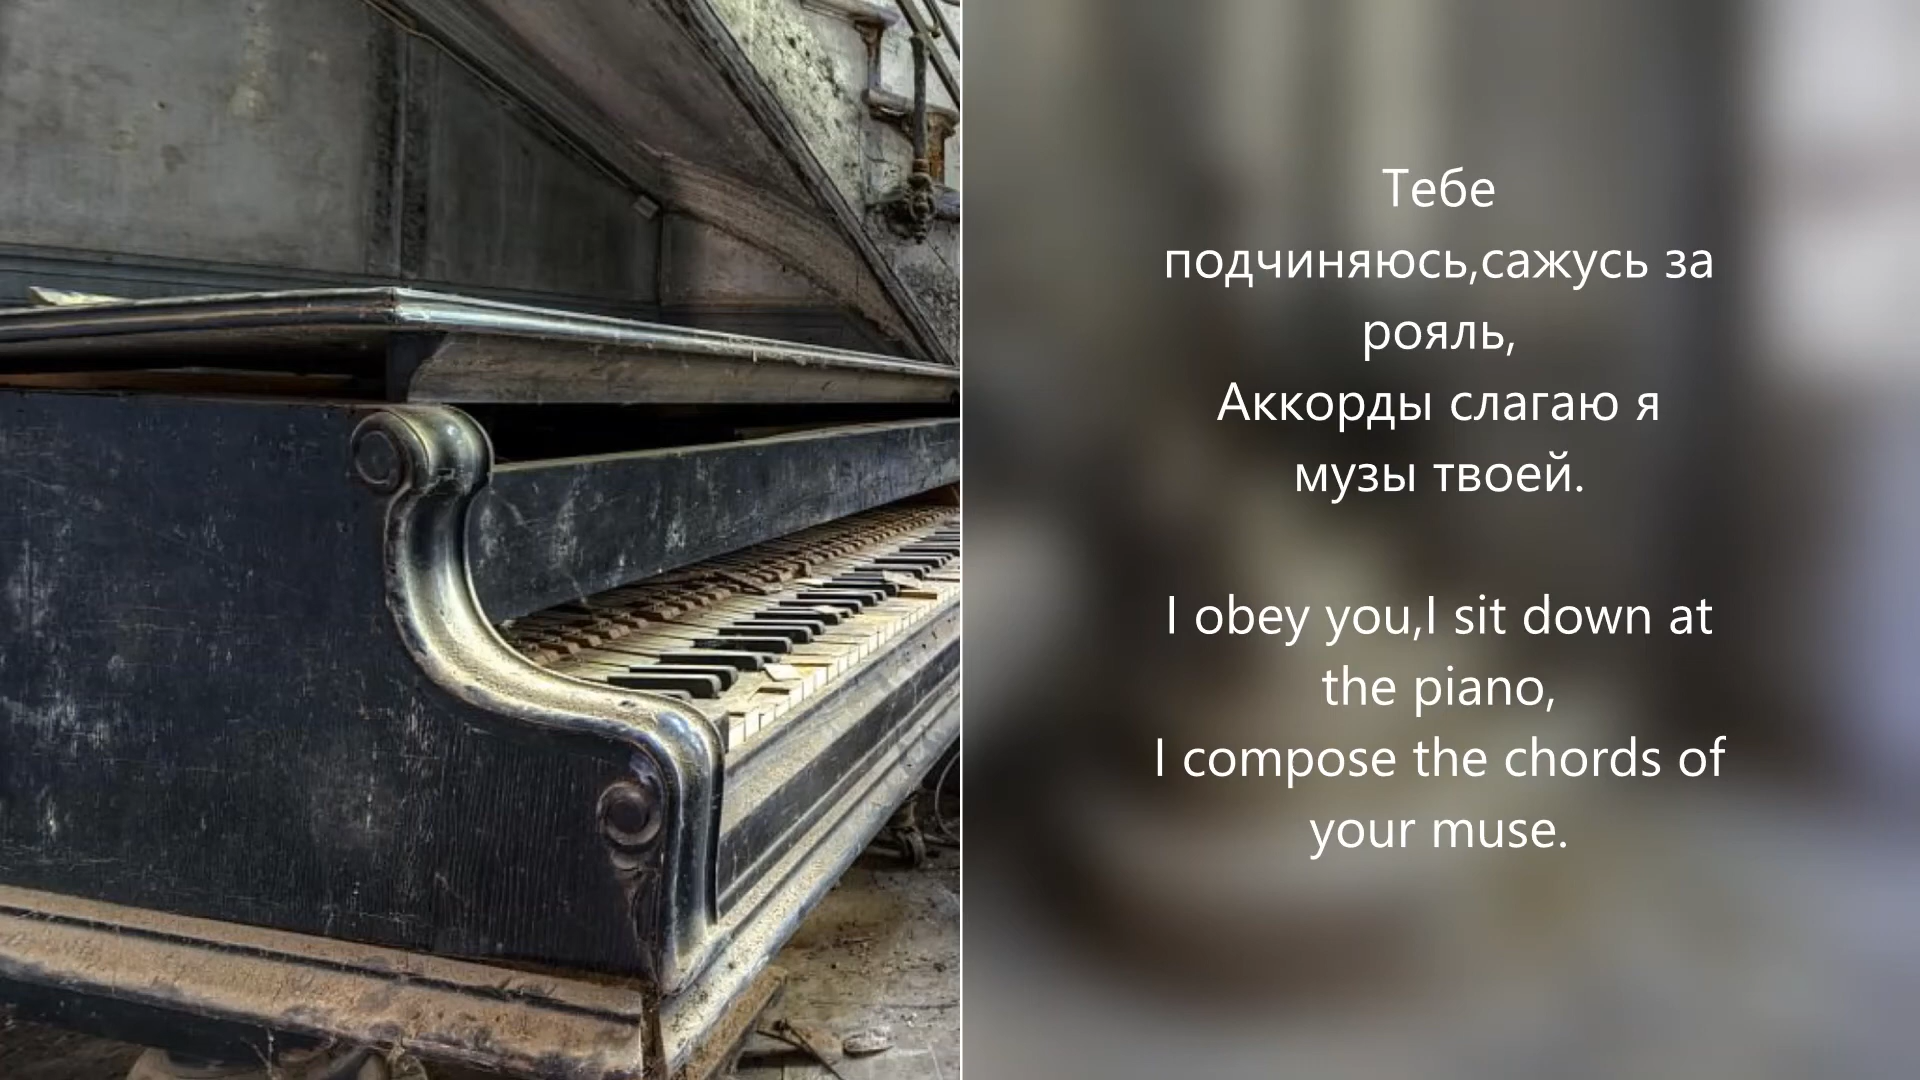 Тебе
подчиняюсь,сажусь за
рояль,
Аккорды слагаю я
музы твоей.
I obey you,I sit down at
the piano,
I compose the chords of
your muse.